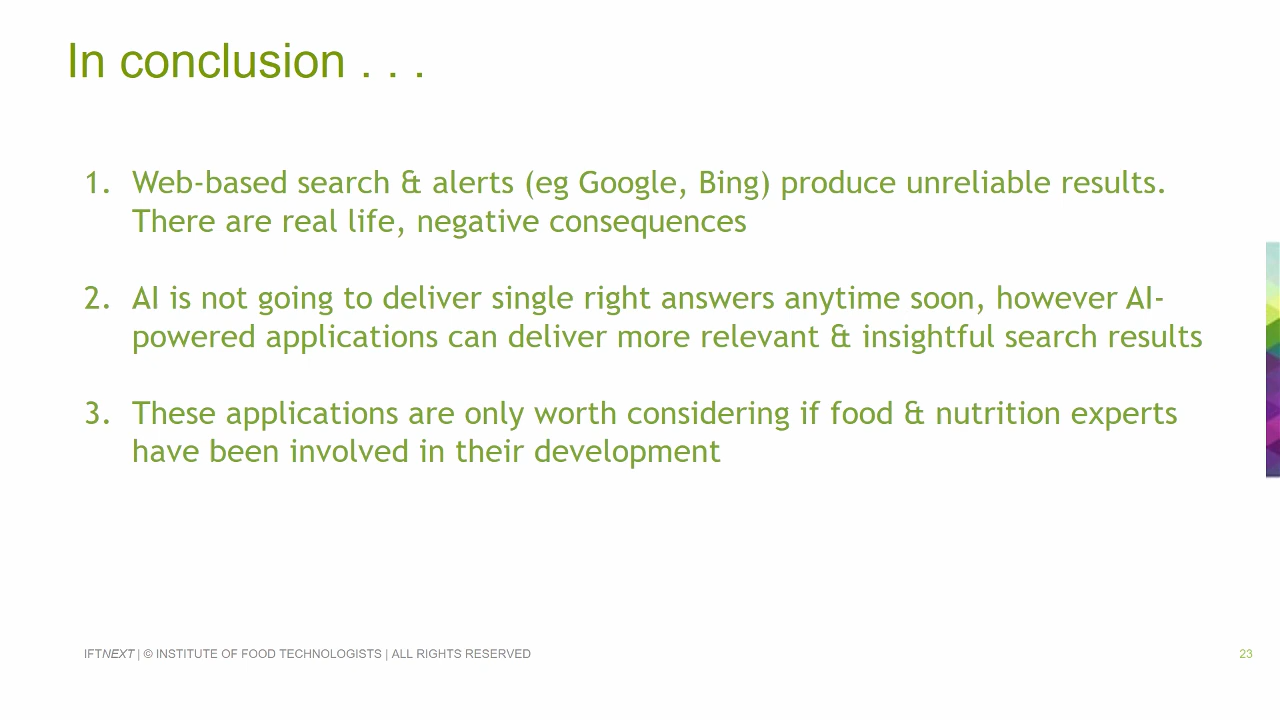 In conclusion . . .
1. Web-based search & alerts (eg Google, Bing) produce unreliable results.
There are real life, negative consequences
2. AI is not going to deliver single right answers anytime soon, however AI-
powered applications can deliver more relevant & insightful search results
3. These applications are only worth considering if food & nutrition experts
have been involved in their development
IFTNEXT | © INSTITUTE OF FOOD TECHNOLOGISTS | ALL RIGHTS RESERVED
23